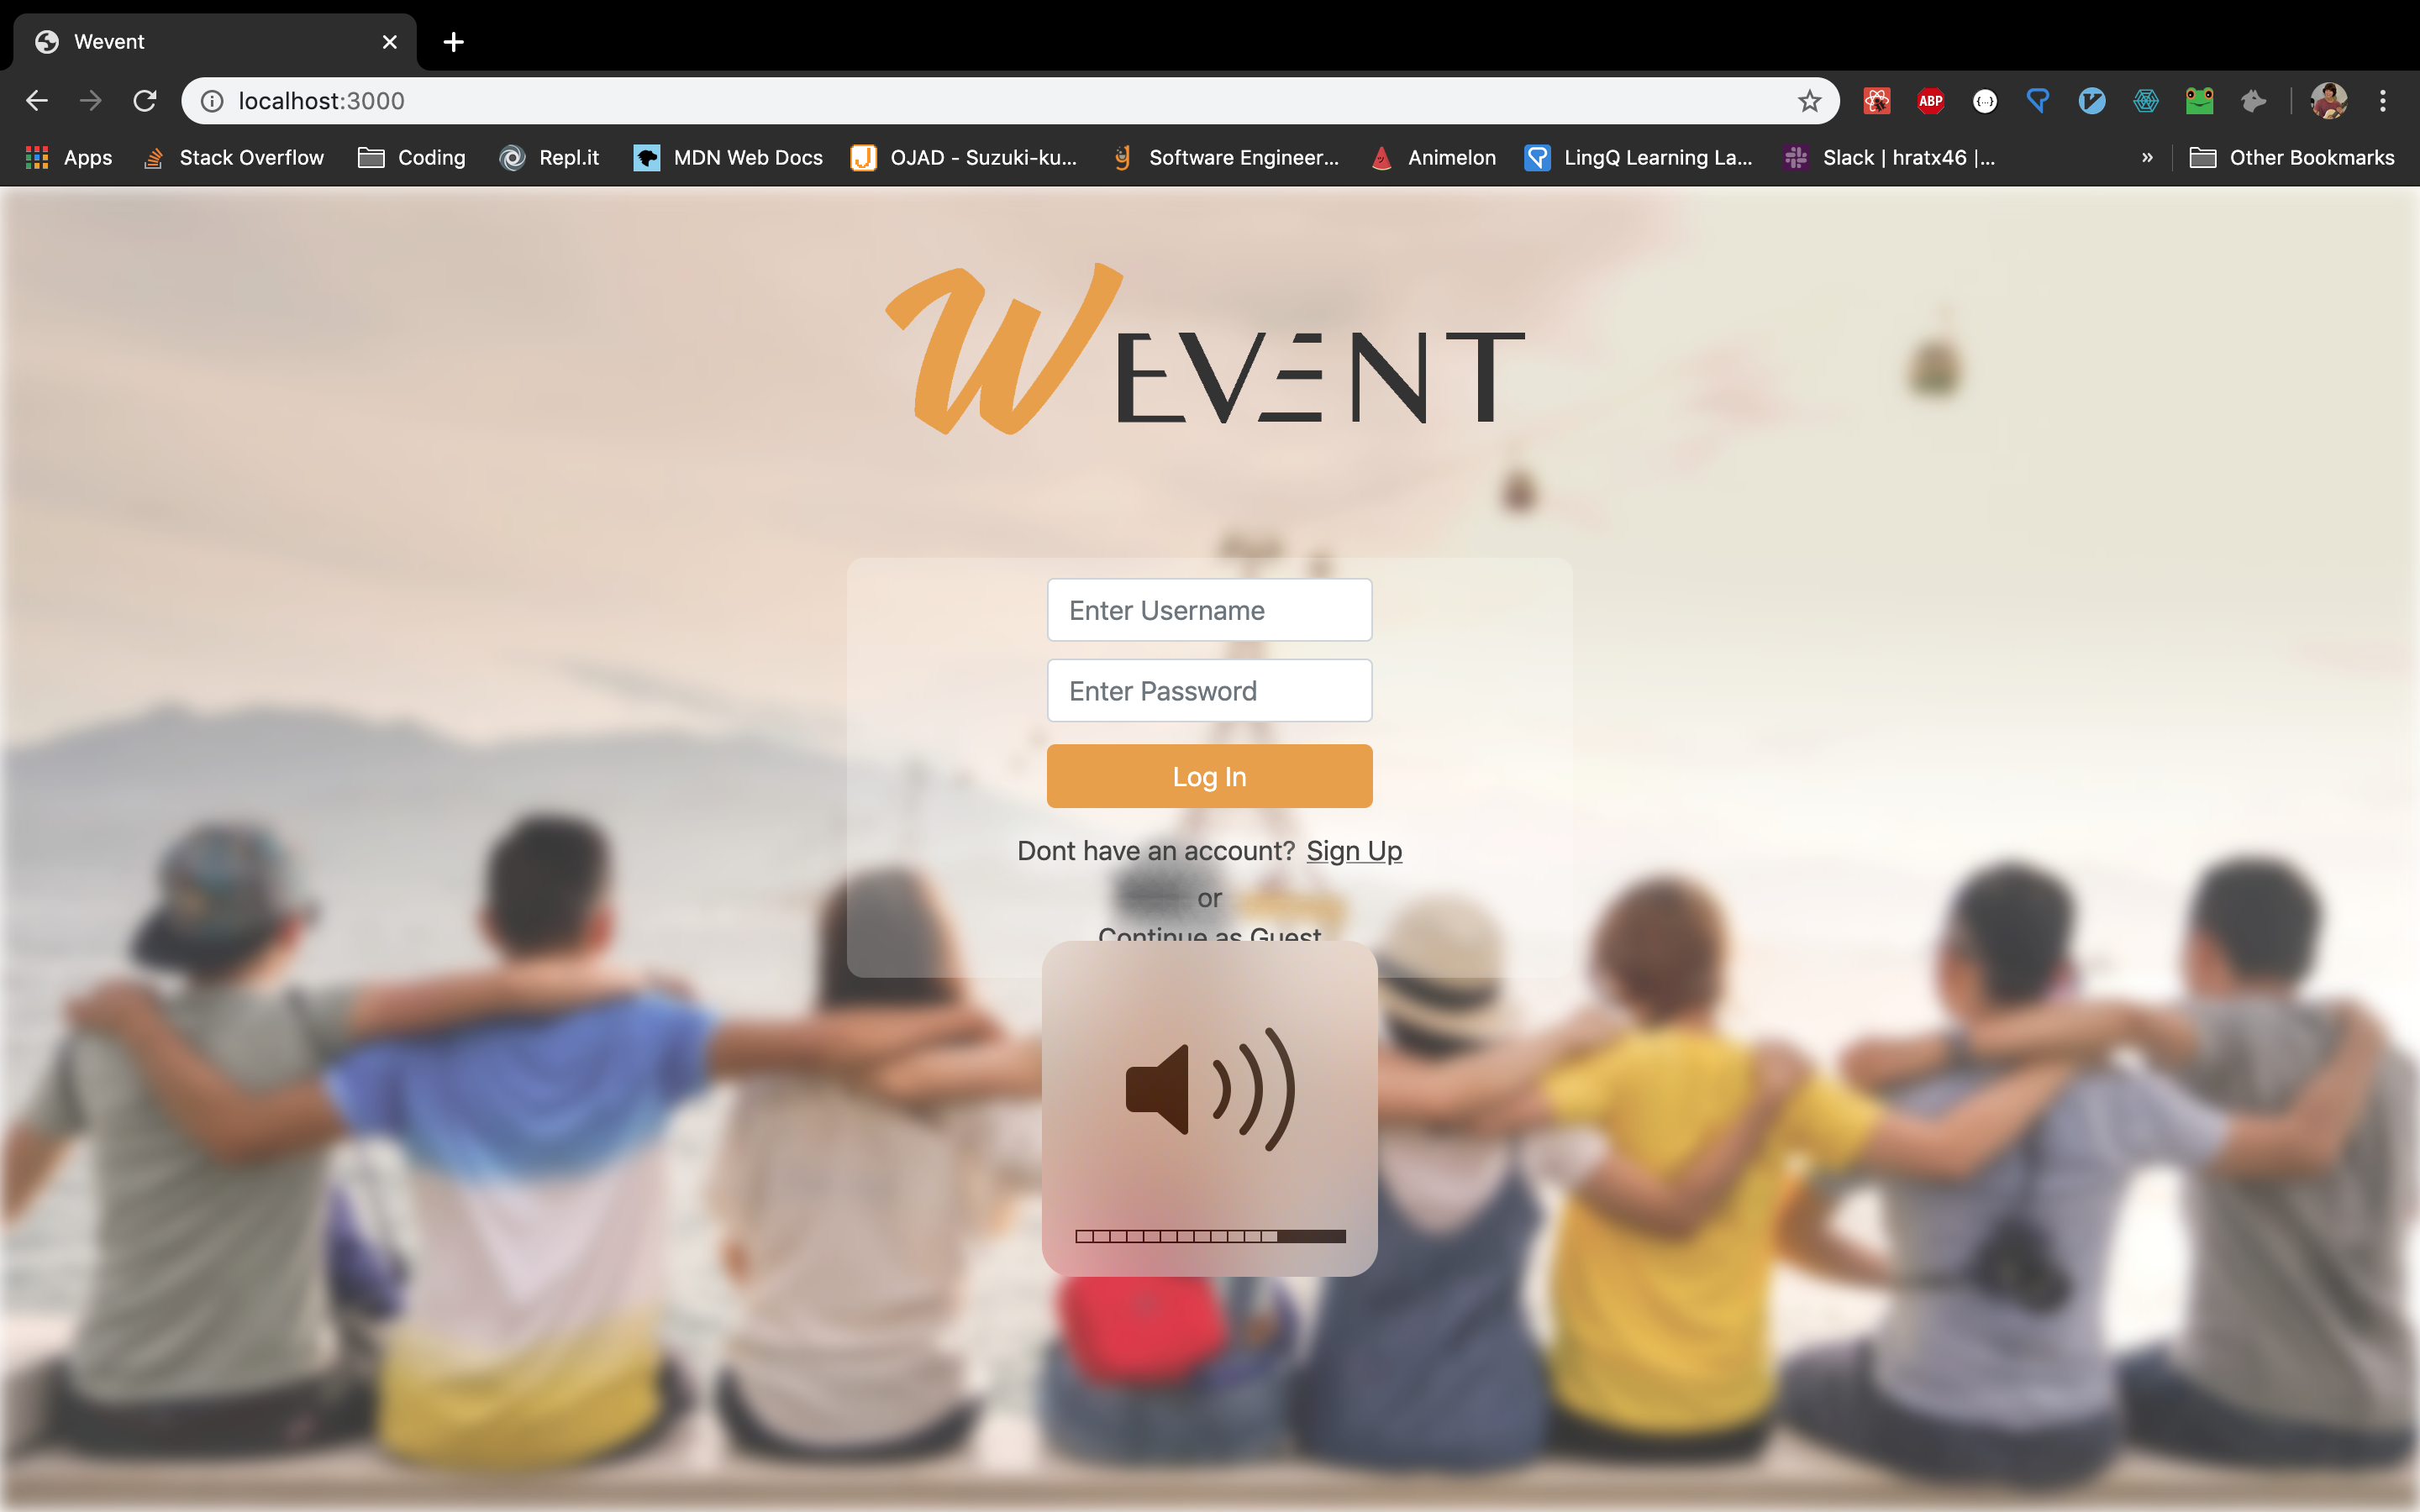 Wevent
localhost:3000
ABP
Apps Stack Overflow Coding Repl.it MDN Web Docs OJAD - Suzuki-ku... Software Engineer... Animelon LingQ Learning La... Slack | hratx46 |... » Other Bookmarks
WEVENT
Enter Username
Enter Password
Log In
Dont have an account? Sign Up
or
Continue as Guest